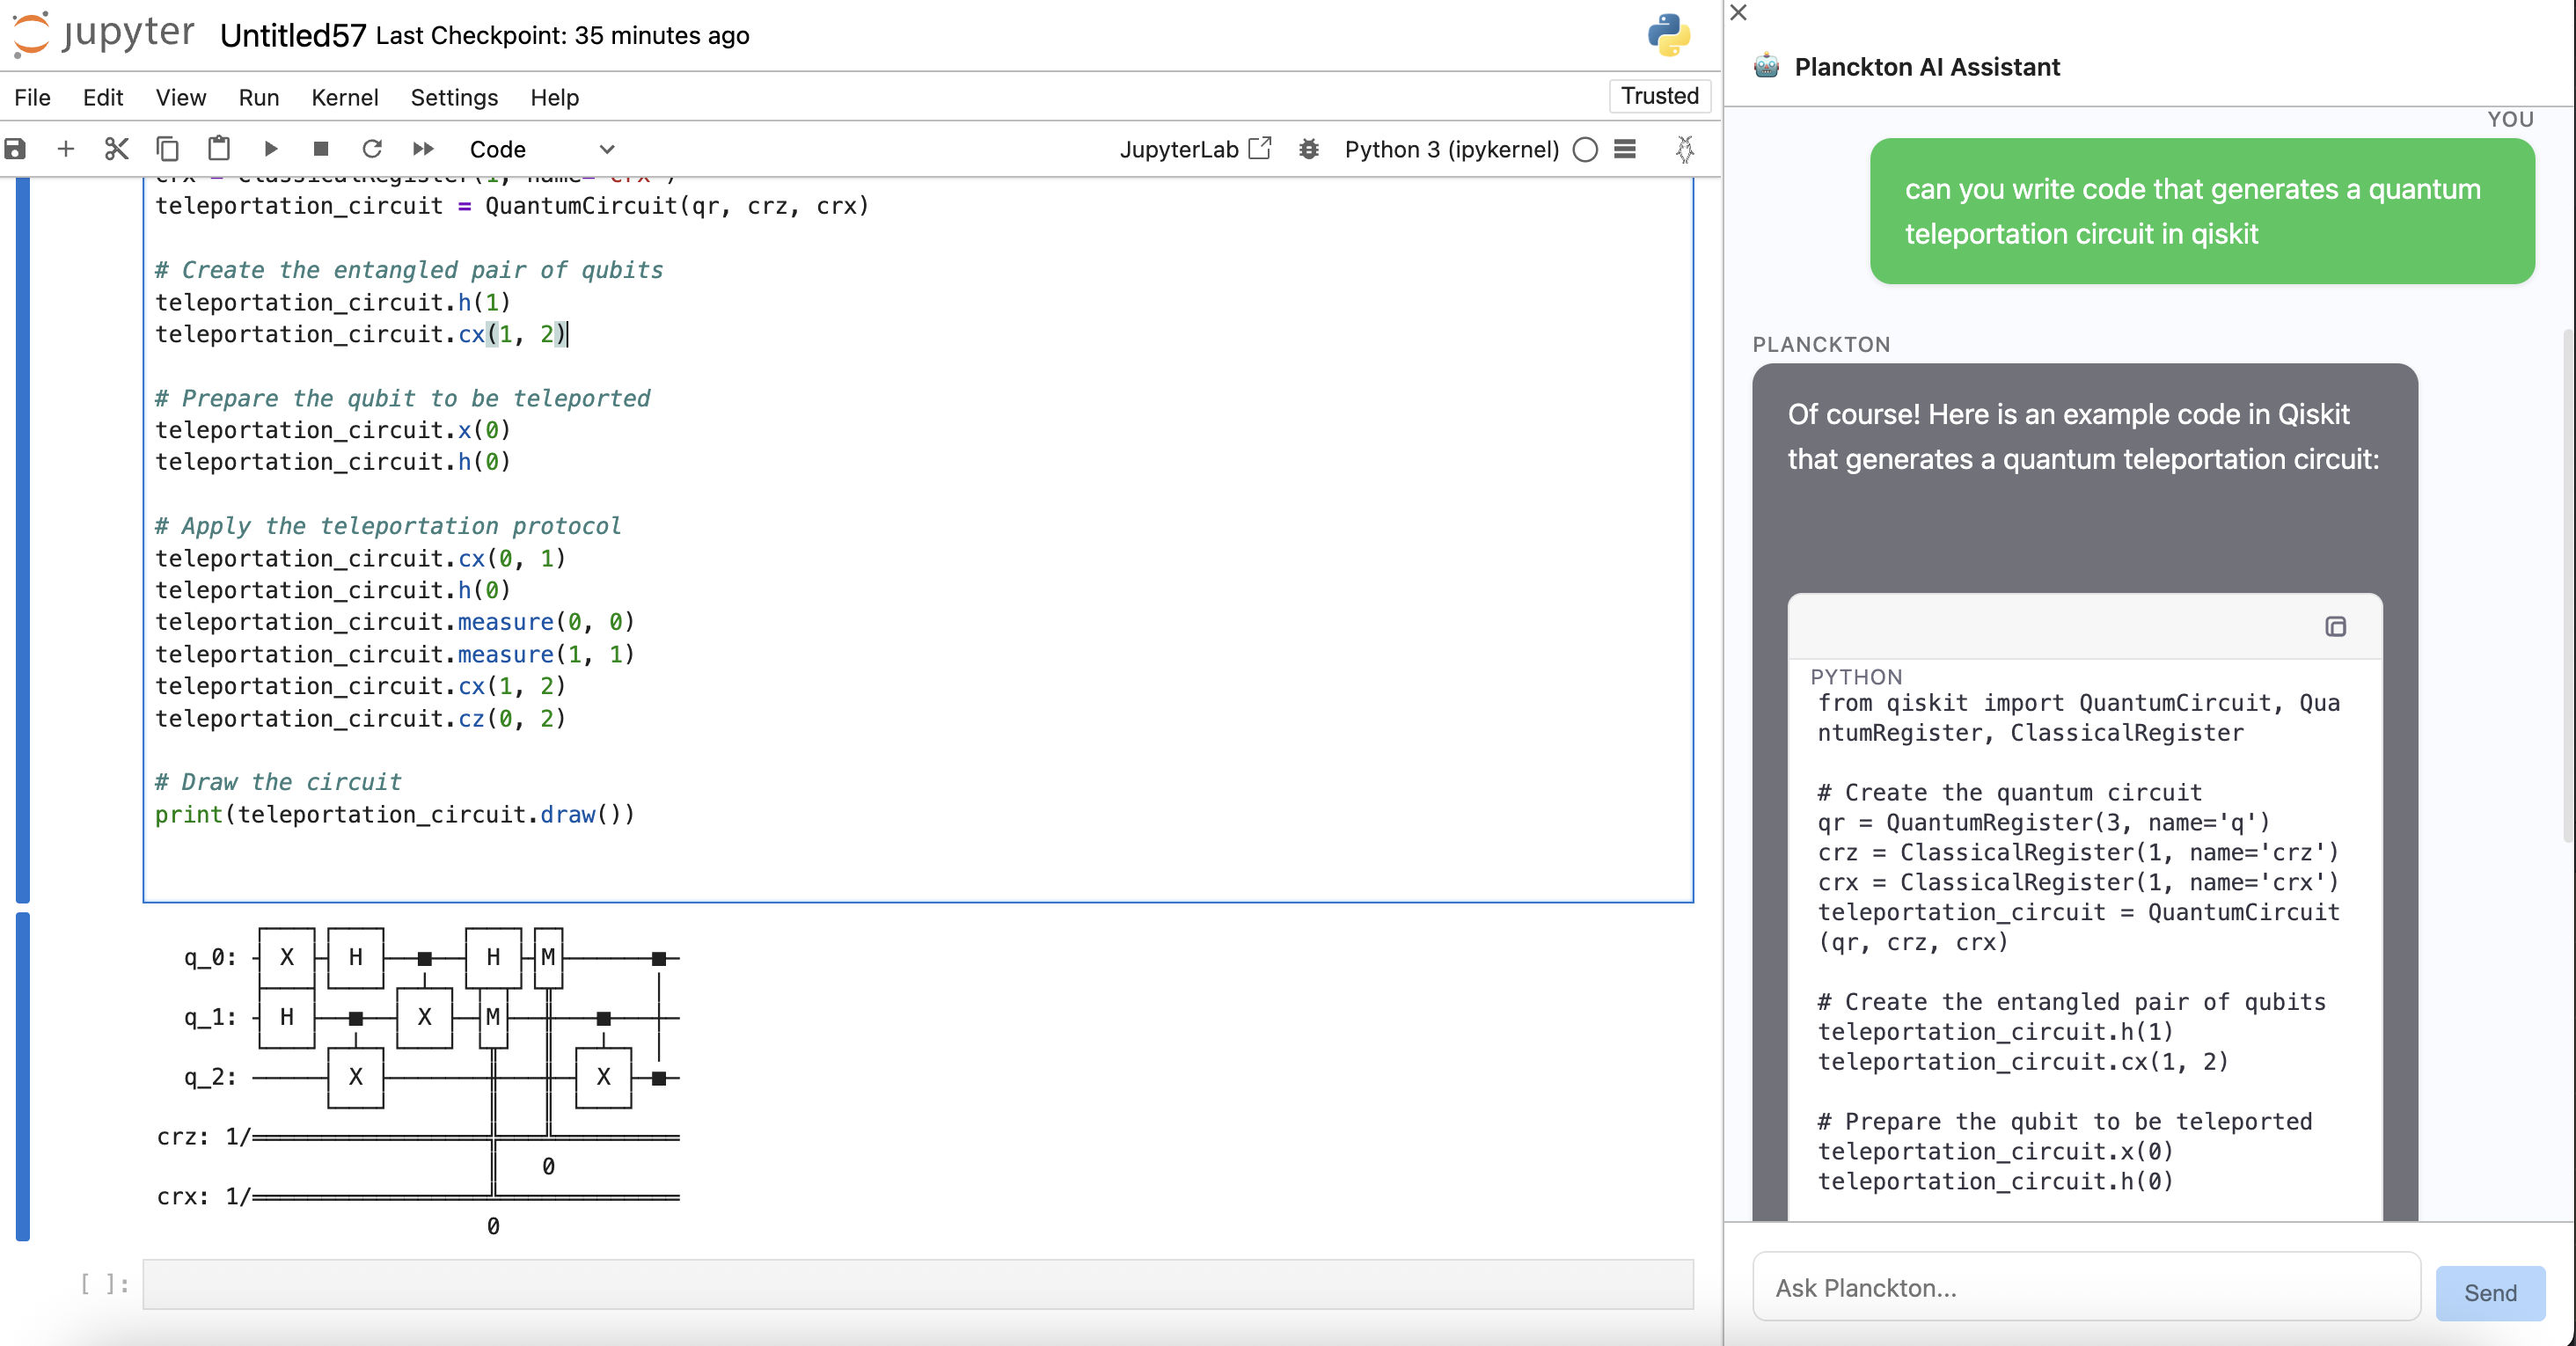 jupyter Untitled57 Last Checkpoint: 35 minutes ago
File Edit View Run Kernel Settings Help Trusted
Code JupyterLab Python 3 (ipykernel)
crx = ClassicalRegister(1, name='crx')
teleportation_circuit = QuantumCircuit(qr, crz, crx)
# Create the entangled pair of qubits
teleportation_circuit.h(1)
teleportation_circuit.cx(1, 2)
# Prepare the qubit to be teleported
teleportation_circuit.x(0)
teleportation_circuit.h(0)
# Apply the teleportation protocol
teleportation_circuit.cx(0, 1)
teleportation_circuit.h(0)
teleportation_circuit.measure(0, 0)
teleportation_circuit.measure(1, 1)
teleportation_circuit.cx(1, 2)
teleportation_circuit.cz(0, 2)
# Draw the circuit
print(teleportation_circuit.draw())
q_0: X H H M
q_1: H X M
q_2: X X
crz: 1/
0
crx: 1/
0
[ ]:
Planckton AI Assistant
YOU
can you write code that generates a quantum
teleportation circuit in qiskit
PLANCKTON
Of course! Here is an example code in Qiskit
that generates a quantum teleportation circuit:
PYTHON
from qiskit import QuantumCircuit, Qua
ntumRegister, ClassicalRegister
# Create the quantum circuit
qr = QuantumRegister(3, name='q')
crz = ClassicalRegister(1, name='crz')
crx = ClassicalRegister(1, name='crx')
teleportation_circuit = QuantumCircuit
(qr, crz, crx)
# Create the entangled pair of qubits
teleportation_circuit.h(1)
teleportation_circuit.cx(1, 2)
# Prepare the qubit to be teleported
teleportation_circuit.x(0)
teleportation_circuit.h(0)
Ask Planckton...
Send